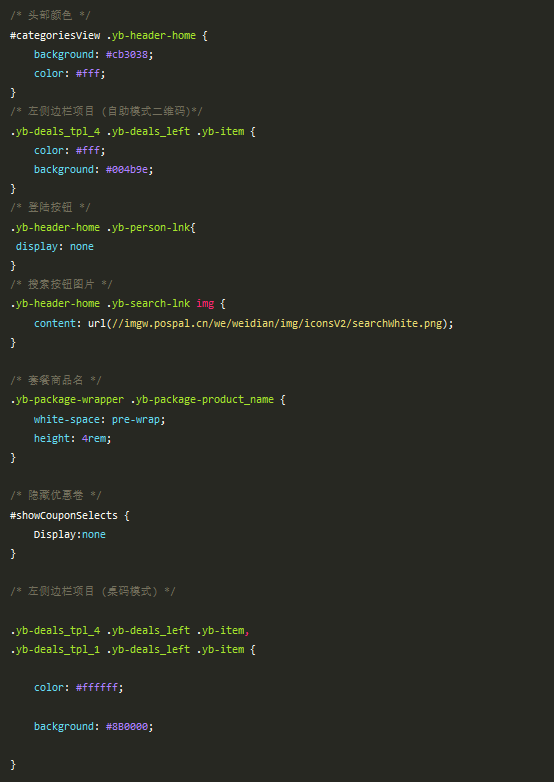 /* 头部颜色 */
#categoriesView .yb-header-home {
    background: #cb3038;
    color: #fff;
}
/* 左侧边栏项目 (自助模式二维码)*/
.yb-deals_tpl_4 .yb-deals_left .yb-item {
    color: #fff;
    background: #004b9e;
}
/* 登陆按钮 */
.yb-header-home .yb-person-lnk{
 display: none
}
/* 搜索按钮图片 */
.yb-header-home .yb-search-lnk img {
    content: url(//imgw.pospal.cn/we/weidian/img/iconsV2/searchWhite.png);
}
/* 套餐商品名 */
.yb-package-wrapper .yb-package-product_name {
    white-space: pre-wrap;
    height: 4rem;
}
/* 隐藏优惠卷 */
#showCouponSelects {
    Display:none
}
/* 左侧边栏项目 (桌码模式) */
.yb-deals_tpl_4 .yb-deals_left .yb-item,
.yb-deals_tpl_1 .yb-deals_left .yb-item {
    color: #ffffff;
    background: #8B0000;
}